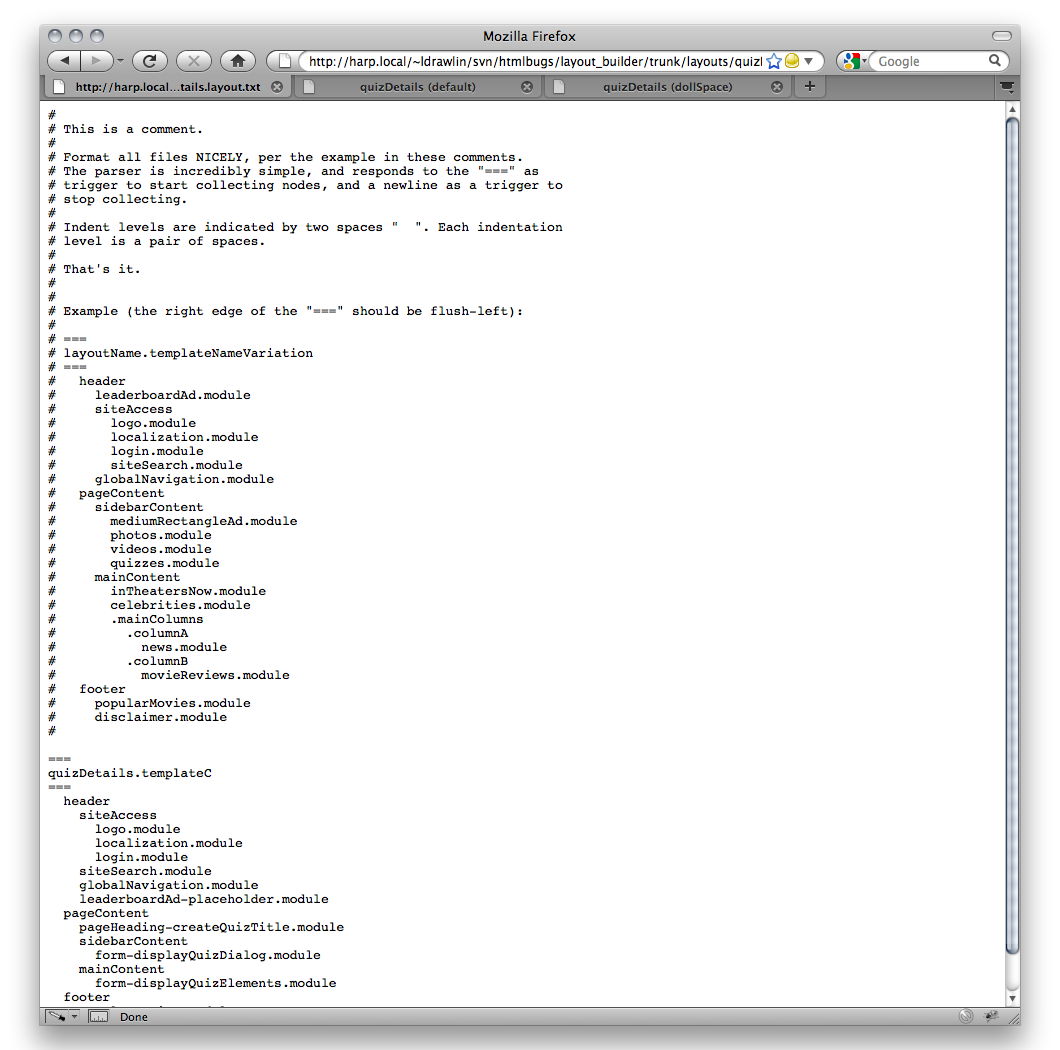 Mozilla Firefox
http://harp.local/~ldrawlin/svn/htmlbugs/layout_builder/trunk/layouts/quizl
Google
http://harp.local...tails.layout.txt
quizDetails (default)
quizDetails (dollSpace)
#
# This is a comment.
#
# Format all files NICELY, per the example in these comments.
# The parser is incredibly simple, and responds to the "===" as
# trigger to start collecting nodes, and a newline as a trigger to
# stop collecting.
#
# Indent levels are indicated by two spaces "  ". Each indentation
# level is a pair of spaces.
#
# That's it.
#
#
# Example (the right edge of the "===" should be flush-left):
#
# ===
# layoutName.templateNameVariation
# ===
#   header
#     leaderboardAd.module
#     siteAccess
#       logo.module
#       localization.module
#       login.module
#       siteSearch.module
#     globalNavigation.module
#   pageContent
#     sidebarContent
#       mediumRectangleAd.module
#       photos.module
#       videos.module
#       quizzes.module
#     mainContent
#       inTheatersNow.module
#       celebrities.module
#       .mainColumns
#         .columnA
#           news.module
#         .columnB
#           movieReviews.module
#   footer
#     popularMovies.module
#     disclaimer.module
#
===
quizDetails.templateC
===
  header
    siteAccess
      logo.module
      localization.module
      login.module
    siteSearch.module
    globalNavigation.module
    leaderboardAd-placeholder.module
  pageContent
    pageHeading-createQuizTitle.module
    sidebarContent
      form-displayQuizDialog.module
    mainContent
      form-displayQuizElements.module
  footer
Done